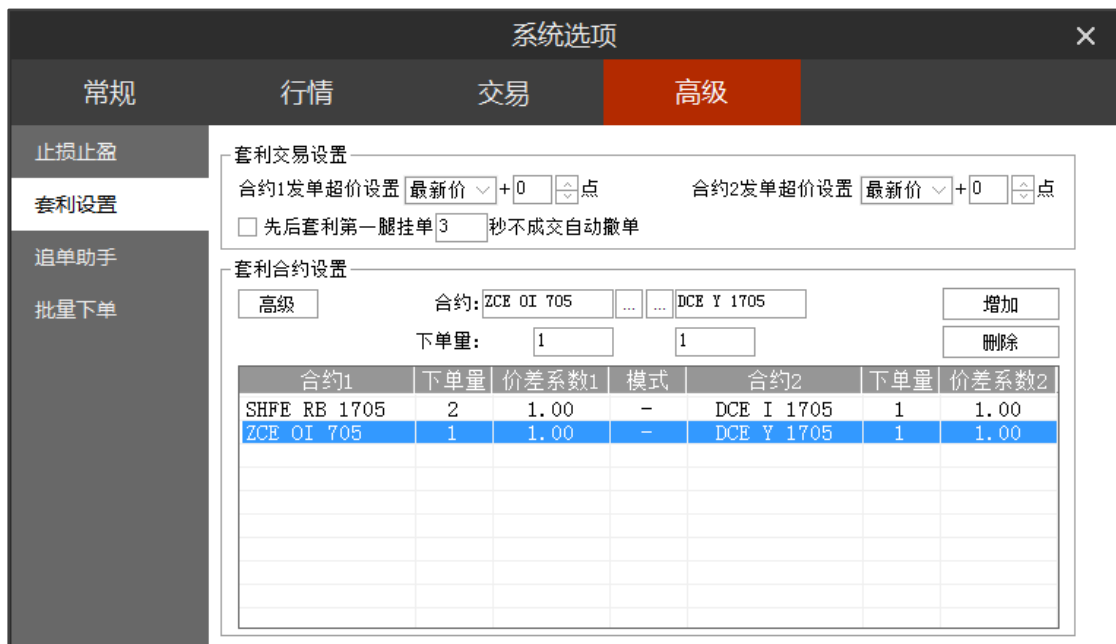 系统选项
常规 行情 交易 高级
止损止盈
套利设置
追单助手
批量下单
套利交易设置
合约1发单超价设置 最新价 +0 点 合约2发单超价设置 最新价 +0 点
先后套利第一腿挂单 3 秒不成交自动撤单
套利合约设置
高级 合约: ZCE OI 705 ... ... DCE Y 1705 增加
下单量: 1 1 删除
合约1 下单量 价差系数1 模式 合约2 下单量 价差系数2
SHFE RB 1705 2 1.00 - DCE I 1705 1 1.00
ZCE OI 705 1 1.00 - DCE Y 1705 1 1.00